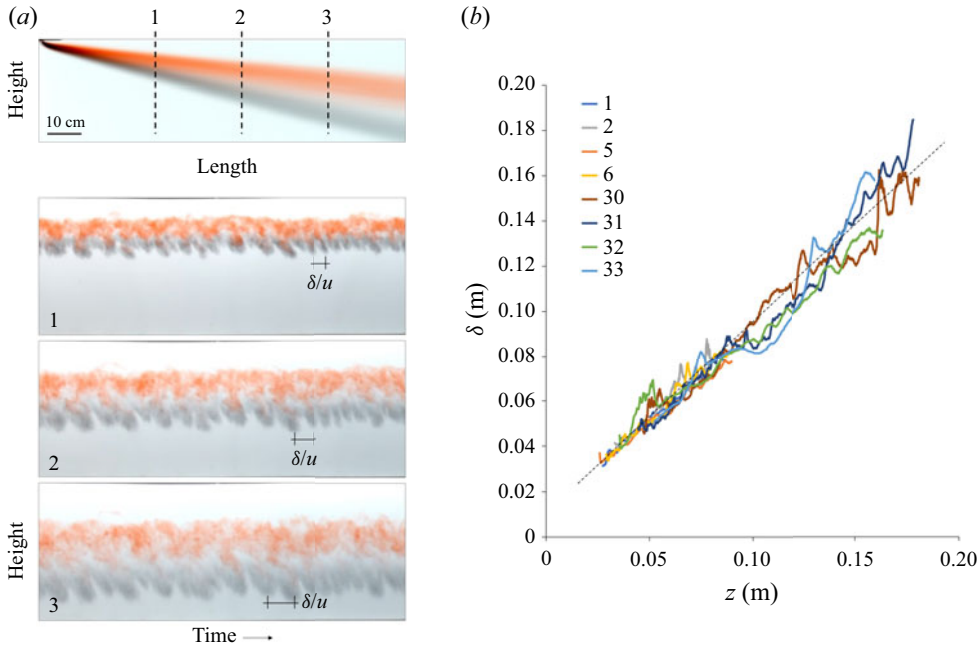 (a)
1
2
3
Height
10 cm
Length
δ/u
1
δ/u
2
Height
δ/u
3
Time
(b)
0.20
0.18
0.16
0.14
0.12
0.10
0.08
0.06
0.04
0.02
0
δ (m)
1
2
5
6
30
31
32
33
0
0.05
0.10
0.15
0.20
z (m)